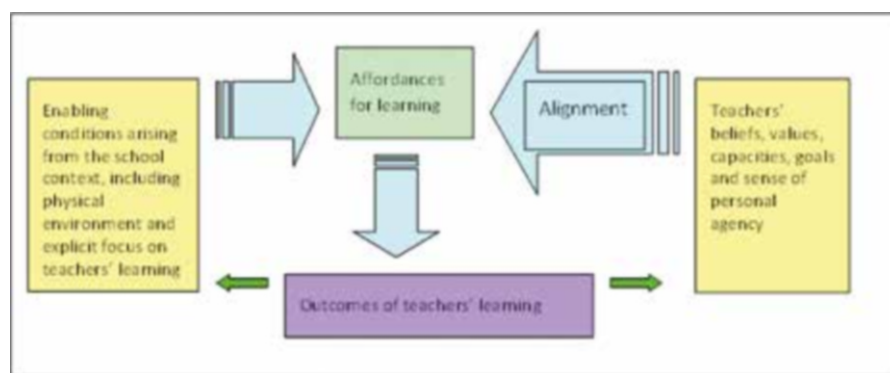 Enabling
conditions arising
from the school
context, including
physical
environment and
explicit focus on
teachers' learning
Affordances
for learning
Alignment
Teachers'
beliefs, values,
capacities, goals
and sense of
personal
agency
Outcomes of teachers' learning